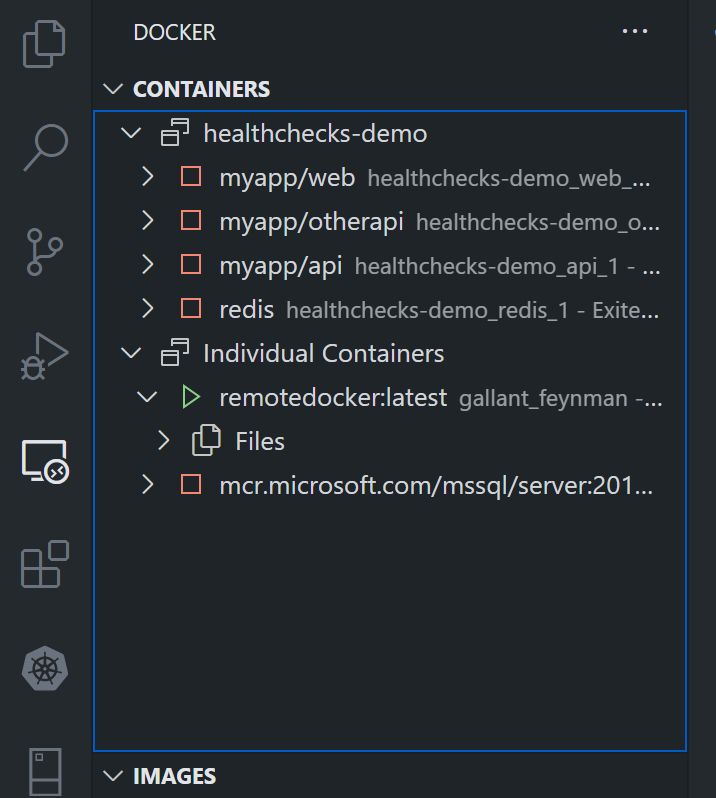 DOCKER
CONTAINERS
healthchecks-demo
myapp/web healthchecks-demo_web_...
myapp/otherapi healthchecks-demo_o...
myapp/api healthchecks-demo_api_1 - ...
redis healthchecks-demo_redis_1 - Exite...
Individual Containers
remotedocker:latest gallant_feynman -...
Files
mcr.microsoft.com/mssql/server:201...
IMAGES